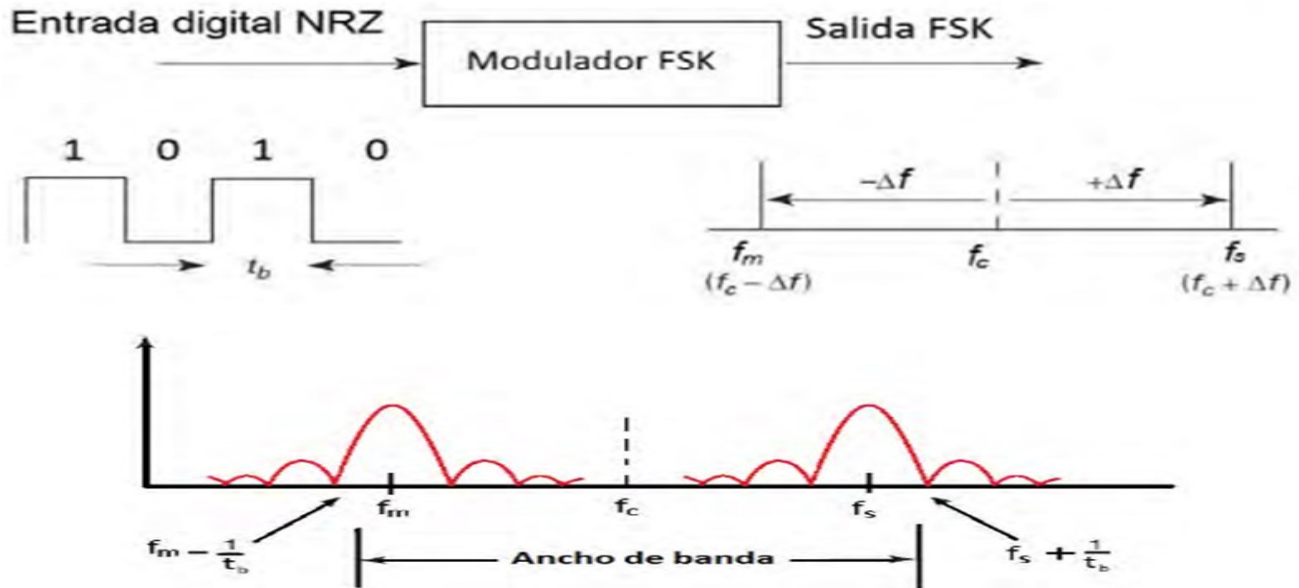 Entrada digital NRZ
Modulador FSK
Salida FSK
1 0 1 0
t_b
−Δf +Δf
f_m f_c f_s
(f_c − Δf) (f_c + Δf)
f_m f_c f_s
f_m − 1/t_b
Ancho de banda
f_s + 1/t_b